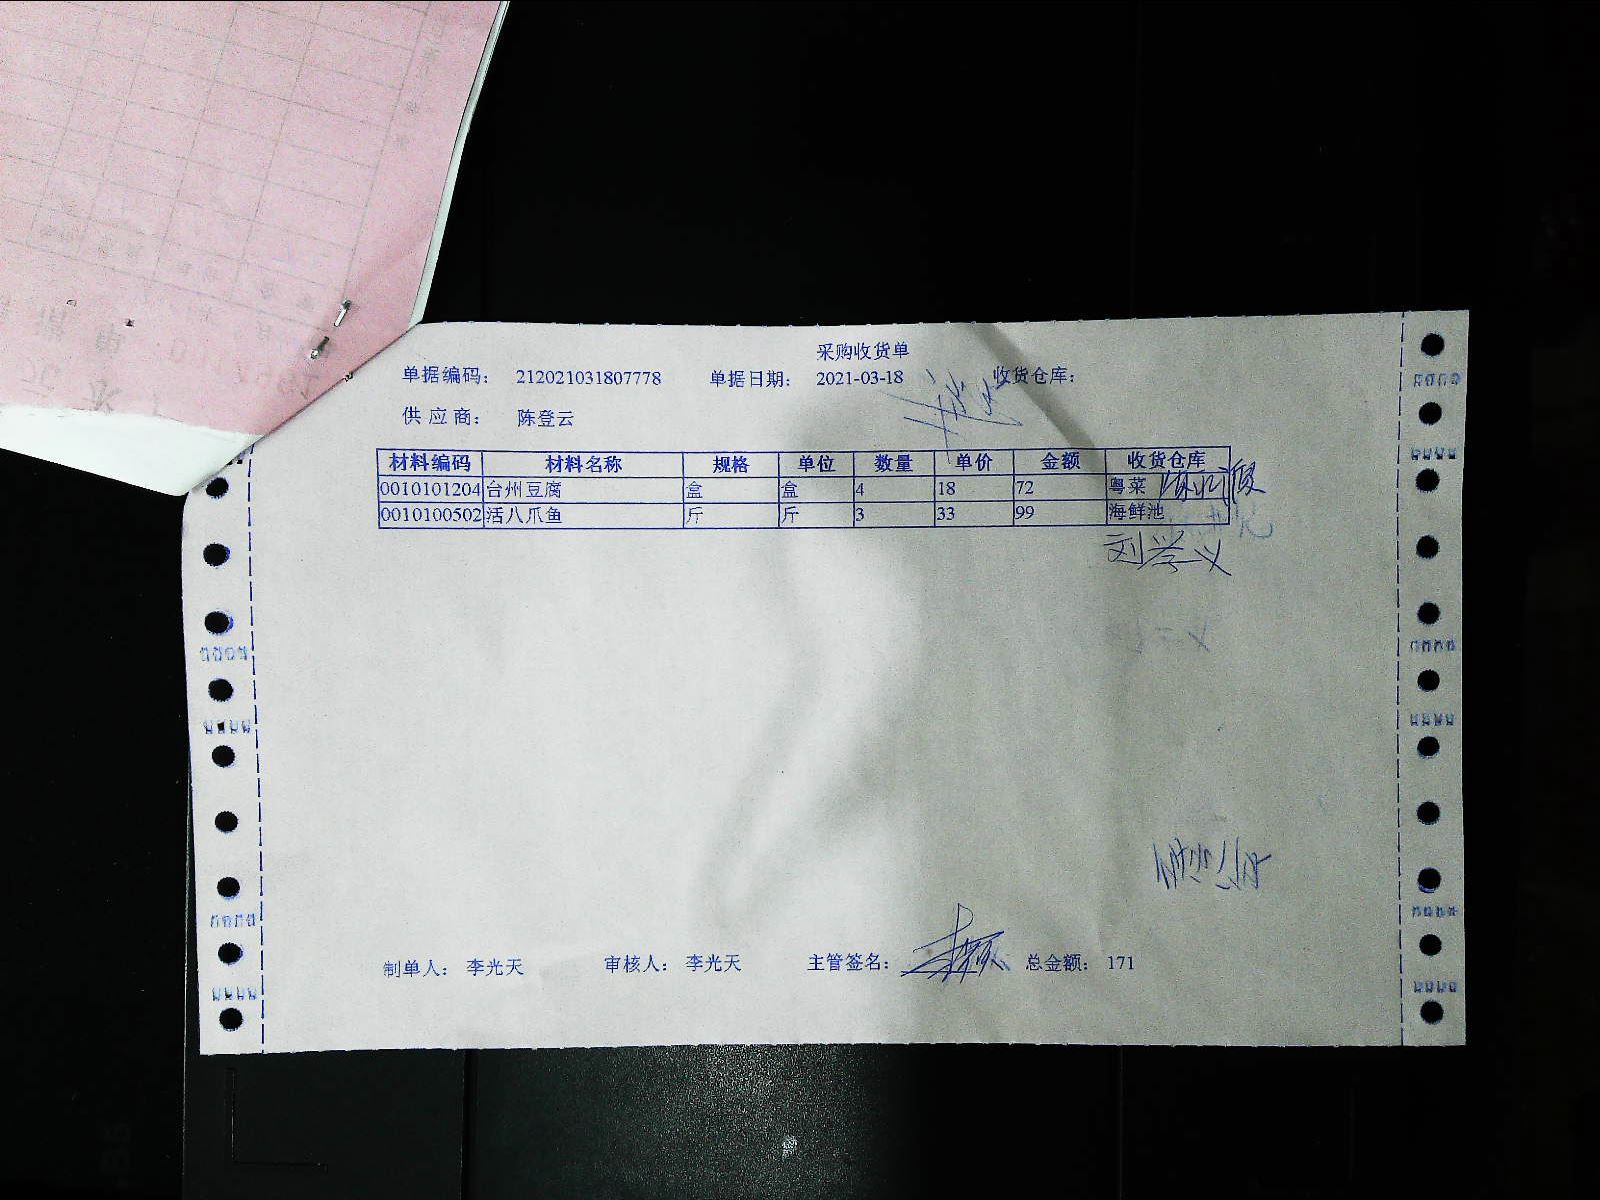 采购收货单
单据编码： 212021031807778 单据日期： 2021-03-18 收货仓库：
供 应 商： 陈登云
材料编码 材料名称 规格 单位 数量 单价 金额 收货仓库
0010101204 台州豆腐 盒 盒 4 18 72 粤菜
0010100502 活八爪鱼 斤 斤 3 33 99 海鲜池
刘学义
制单人： 李光天 审核人： 李光天 主管签名： 总金额： 171